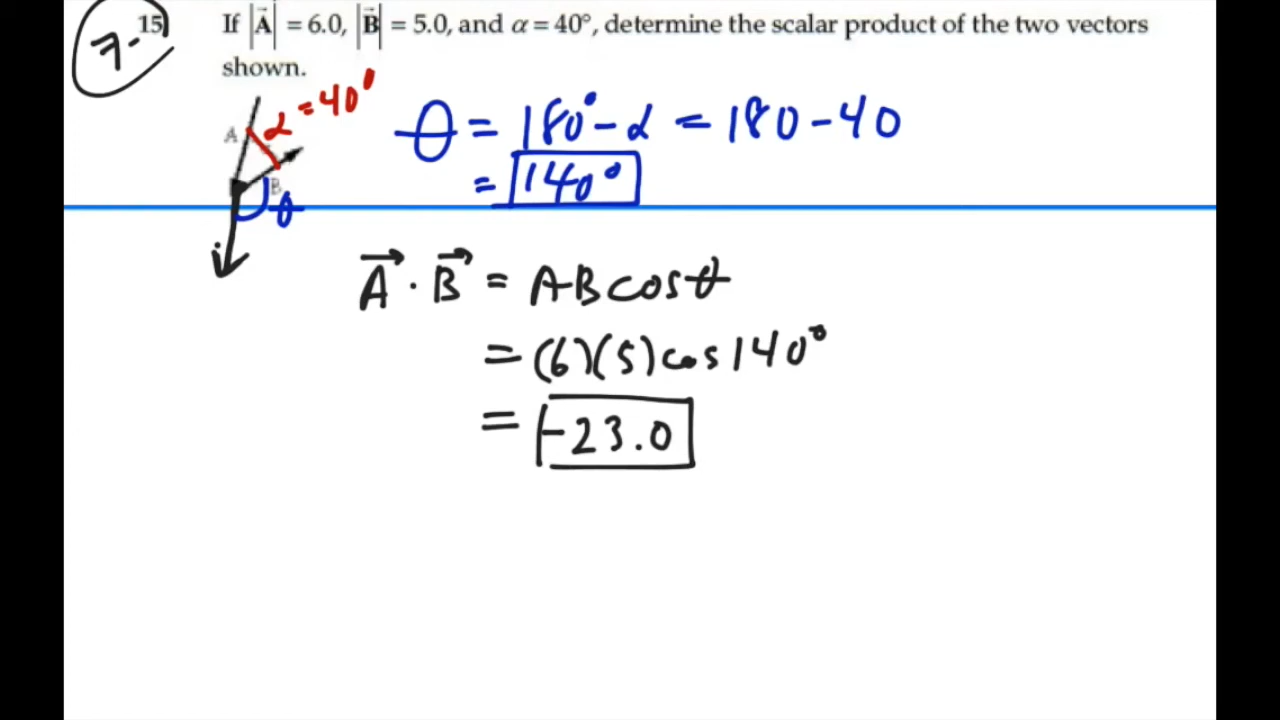 7-15) If |A⃗| = 6.0, |B⃗| = 5.0, and α = 40°, determine the scalar product of the two vectors
shown.
A
α = 40°
B
θ
θ = 180° - α = 180 - 40
= 140°
A⃗ · B⃗ = AB cos θ
= (6)(5) cos 140°
= -23.0